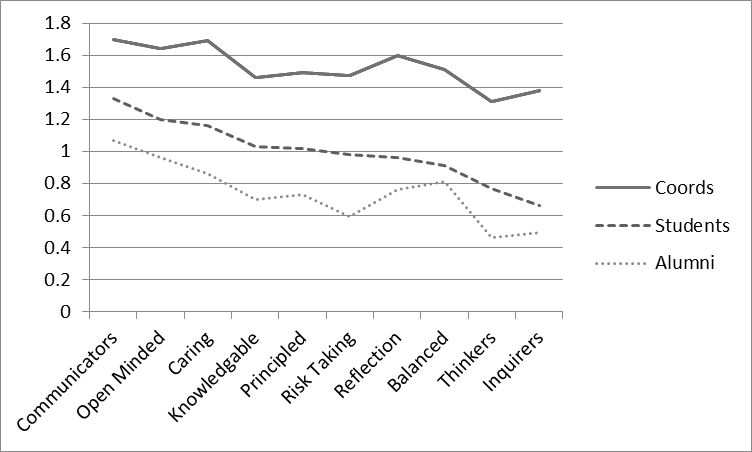 1.8
1.6
1.4
1.2
1
0.8
0.6
0.4
0.2
0
Communicators
Open Minded
Caring
Knowledgable
Principled
Risk Taking
Reflection
Balanced
Thinkers
Inquirers
Coords
Students
Alumni